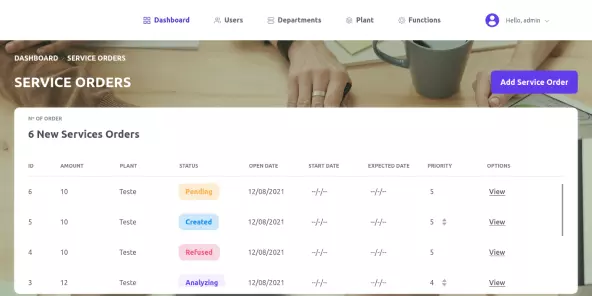 Dashboard Users Departments Plant Functions Hello, admin
DASHBOARD SERVICE ORDERS
SERVICE ORDERS
Add Service Order
Nº OF ORDER
6 New Services Orders
ID AMOUNT PLANT STATUS OPEN DATE START DATE EXPECTED DATE PRIORITY OPTIONS
6 10 Teste Pending 12/08/2021 --/-/-- --/-/-- 5 View
5 10 Teste Created 12/08/2021 --/-/-- --/-/-- 5 View
4 10 Teste Refused 12/08/2021 --/-/-- --/-/-- 5 View
3 12 Teste Analyzing 12/08/2021 --/-/-- --/-/-- 4 View